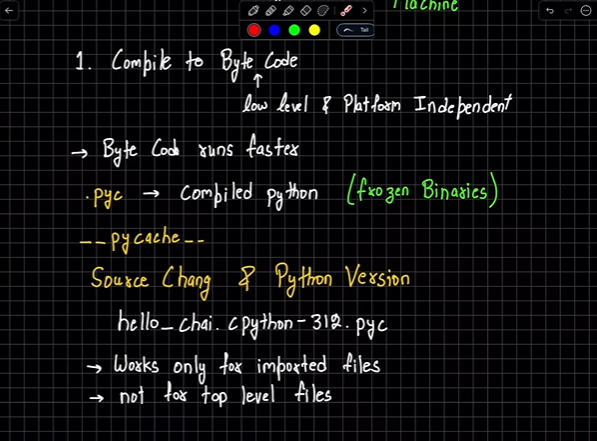 Machine
Tail
1. Compile to Byte Code
↑
low level & Platform Independent
→ Byte Code runs faster
.pyc → compiled python (frozen Binaries)
--pycache--
Source Chang & Python Version
hello_chai.cpython-312.pyc
→ Works only for imported files
→ not for top level files